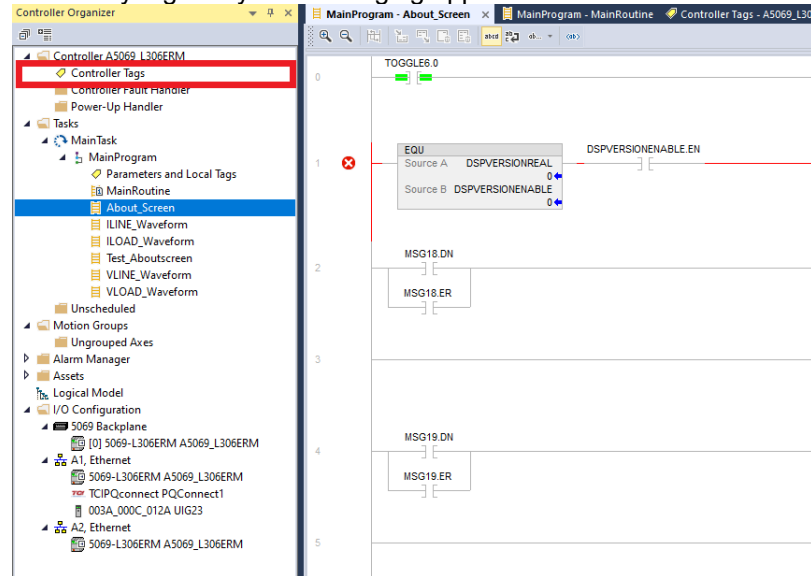 Controller Organizer
Controller A5069_L306ERM
Controller Tags
Controller Fault Handler
Power-Up Handler
Tasks
MainTask
MainProgram
Parameters and Local Tags
MainRoutine
About_Screen
ILINE_Waveform
ILOAD_Waveform
Test_Aboutscreen
VLINE_Waveform
VLOAD_Waveform
Unscheduled
Motion Groups
Ungrouped Axes
Alarm Manager
Assets
Logical Model
I/O Configuration
5069 Backplane
[0] 5069-L306ERM A5069_L306ERM
A1, Ethernet
5069-L306ERM A5069_L306ERM
TCIPQconnect PQConnect1
003A_000C_012A UIG23
A2, Ethernet
5069-L306ERM A5069_L306ERM
MainProgram - About_Screen
MainProgram - MainRoutine
Controller Tags - A5069_L30
abcd
ab...
<ab>
0
TOGGLE6.0
1
EQU
Source A DSPVERSIONREAL
0
Source B DSPVERSIONENABLE
0
DSPVERSIONENABLE.EN
2
MSG18.DN
MSG18.ER
3
4
MSG19.DN
MSG19.ER
5